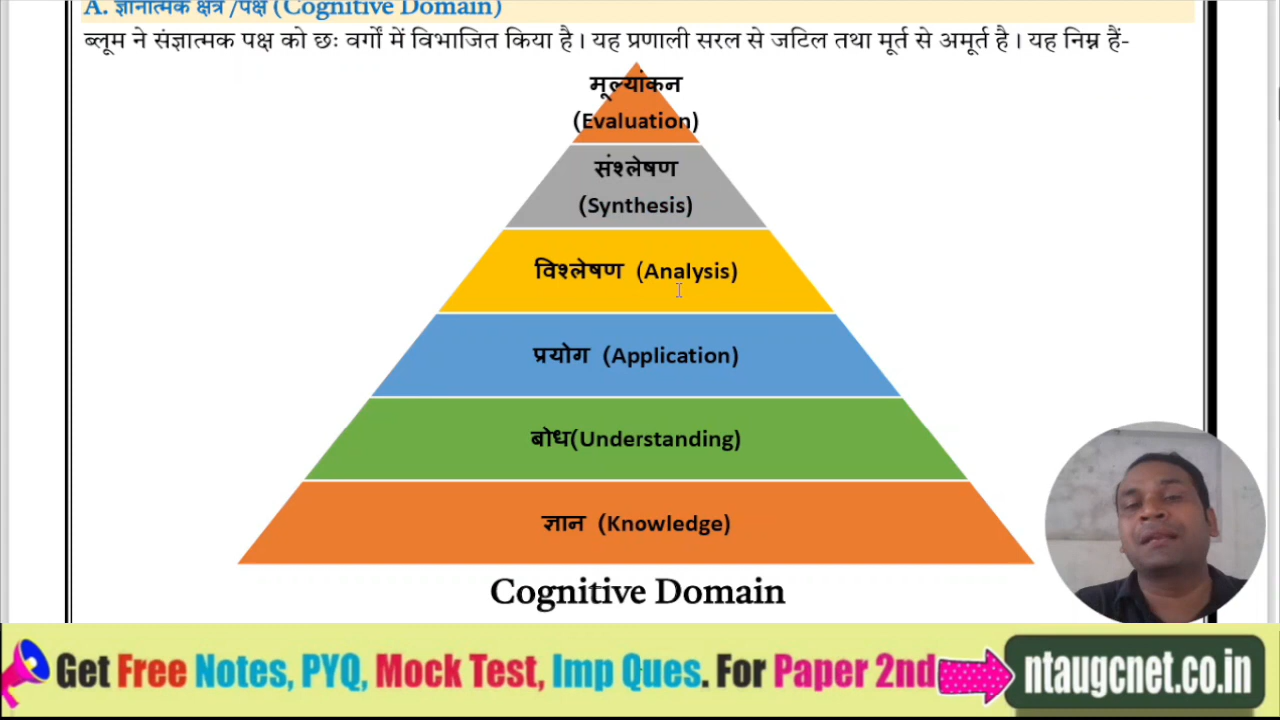 A. ज्ञानात्मक क्षेत्र /पक्ष (Cognitive Domain)
ब्लूम ने संज्ञात्मक पक्ष को छः वर्गों में विभाजित किया है। यह प्रणाली सरल से जटिल तथा मूर्त से अमूर्त है। यह निम्न हैं-
मूल्यांकन
(Evaluation)
संश्लेषण
(Synthesis)
विश्लेषण (Analysis)
प्रयोग (Application)
बोध(Understanding)
ज्ञान (Knowledge)
Cognitive Domain
Get Free Notes, PYQ, Mock Test, Imp Ques. For Paper 2nd
ntaugcnet.co.in